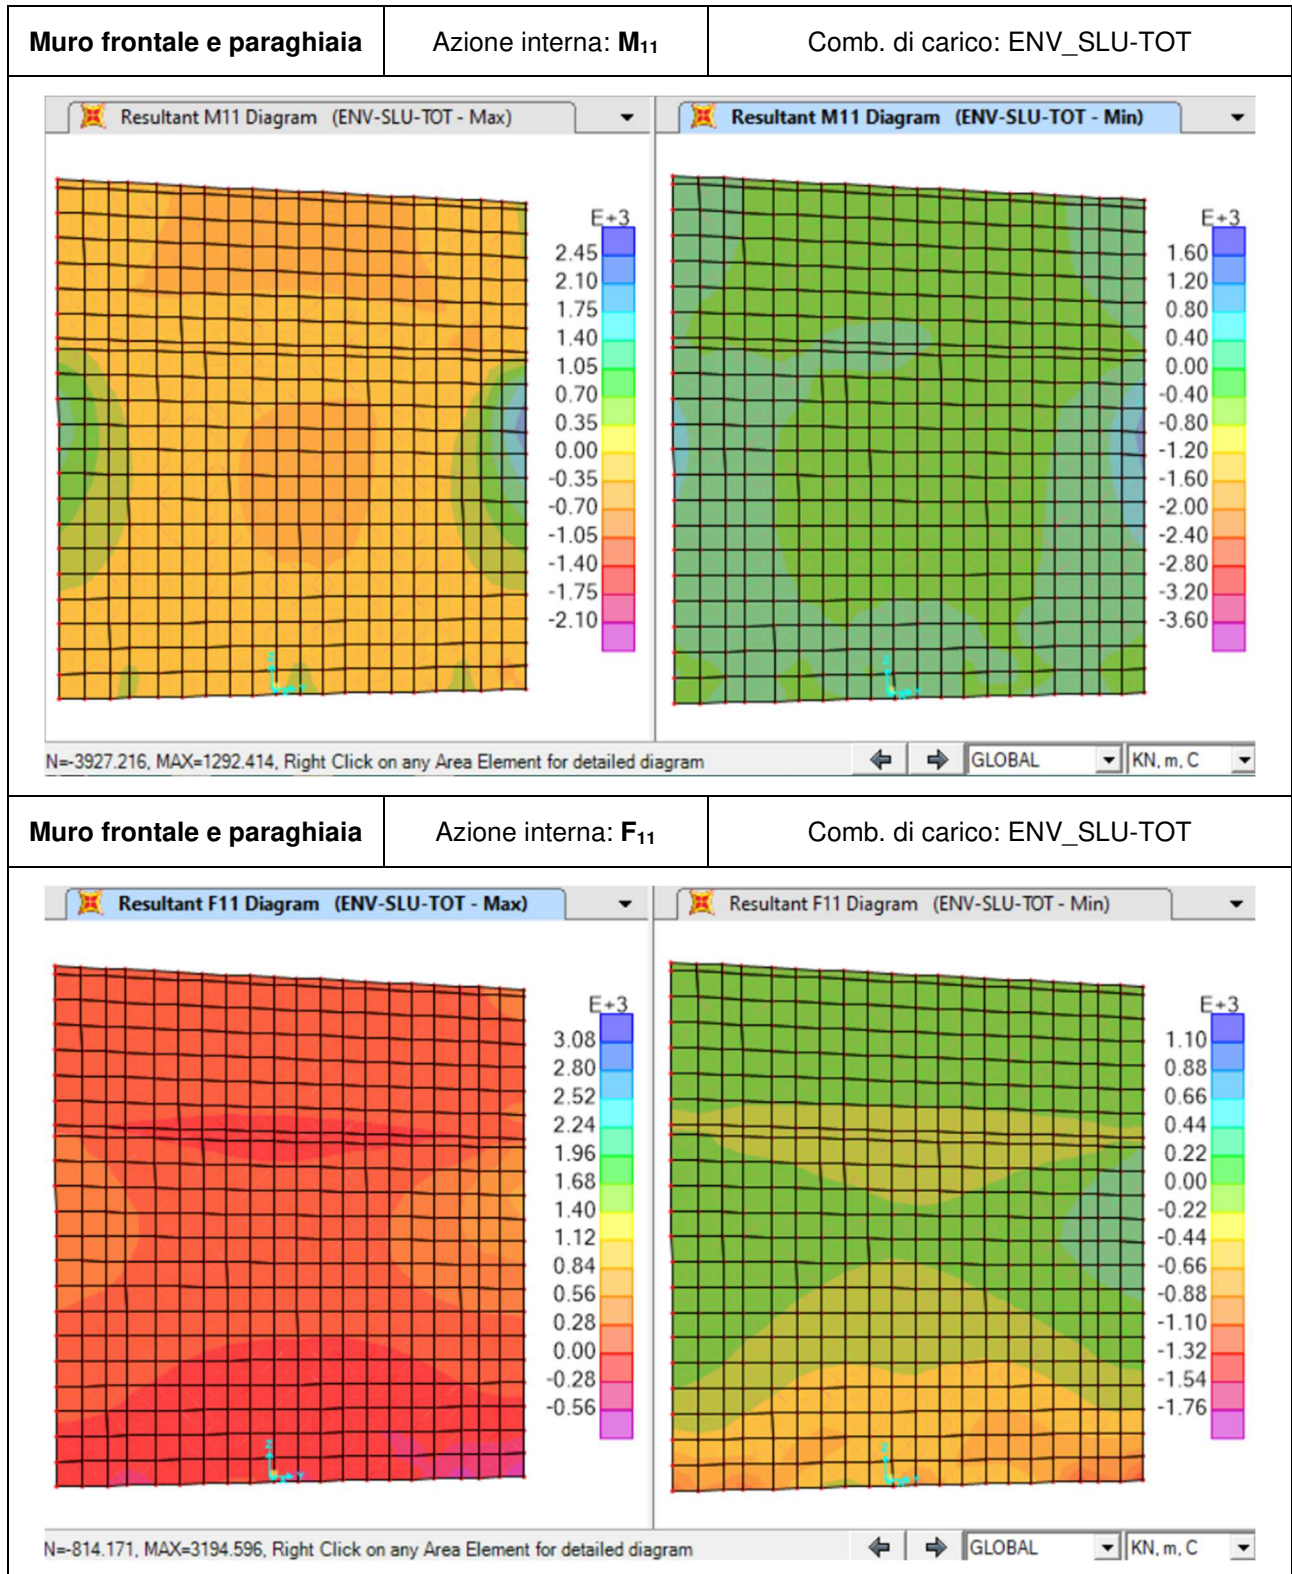 Muro frontale e paraghiaia
Azione interna: M11
Comb. di carico: ENV_SLU-TOT
Resultant M11 Diagram (ENV-SLU-TOT - Max)
Resultant M11 Diagram (ENV-SLU-TOT - Min)
E+3
2.45
2.10
1.75
1.40
1.05
0.70
0.35
0.00
-0.35
-0.70
-1.05
-1.40
-1.75
-2.10
E+3
1.60
1.20
0.80
0.40
0.00
-0.40
-0.80
-1.20
-1.60
-2.00
-2.40
-2.80
-3.20
-3.60
N=-3927.216, MAX=1292.414, Right Click on any Area Element for detailed diagram
GLOBAL
KN, m, C
Muro frontale e paraghiaia
Azione interna: F11
Comb. di carico: ENV_SLU-TOT
Resultant F11 Diagram (ENV-SLU-TOT - Max)
Resultant F11 Diagram (ENV-SLU-TOT - Min)
E+3
3.08
2.80
2.52
2.24
1.96
1.68
1.40
1.12
0.84
0.56
0.28
0.00
-0.28
-0.56
E+3
1.10
0.88
0.66
0.44
0.22
0.00
-0.22
-0.44
-0.66
-0.88
-1.10
-1.32
-1.54
-1.76
N=-814.171, MAX=3194.596, Right Click on any Area Element for detailed diagram
GLOBAL
KN, m, C